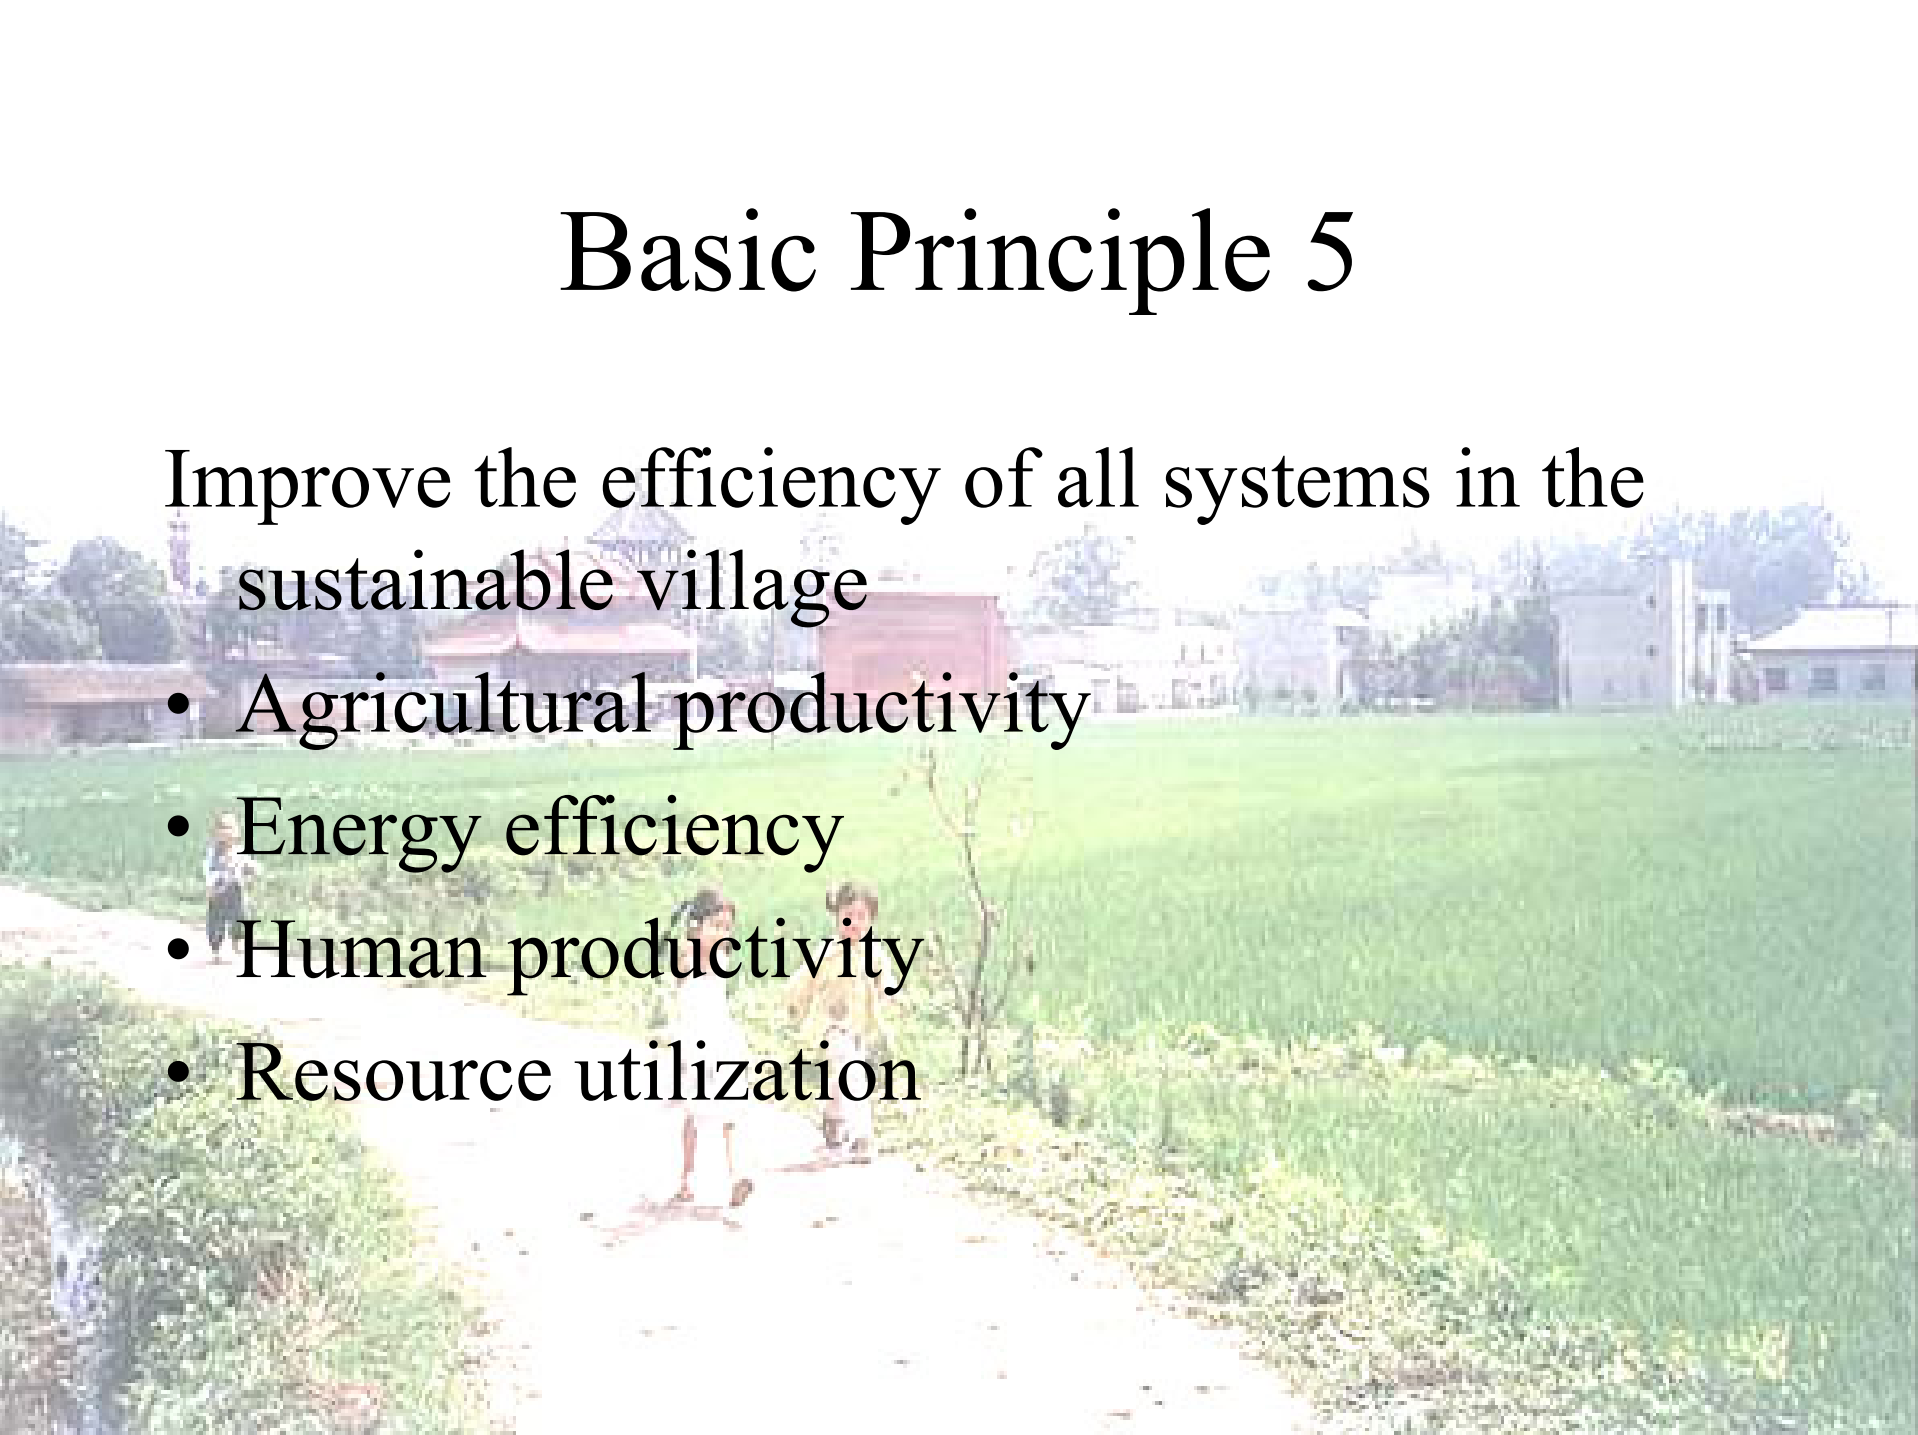 Basic Principle 5
Improve the efficiency of all systems in the
sustainable village
• Agricultural productivity
• Energy efficiency
• Human productivity
• Resource utilization